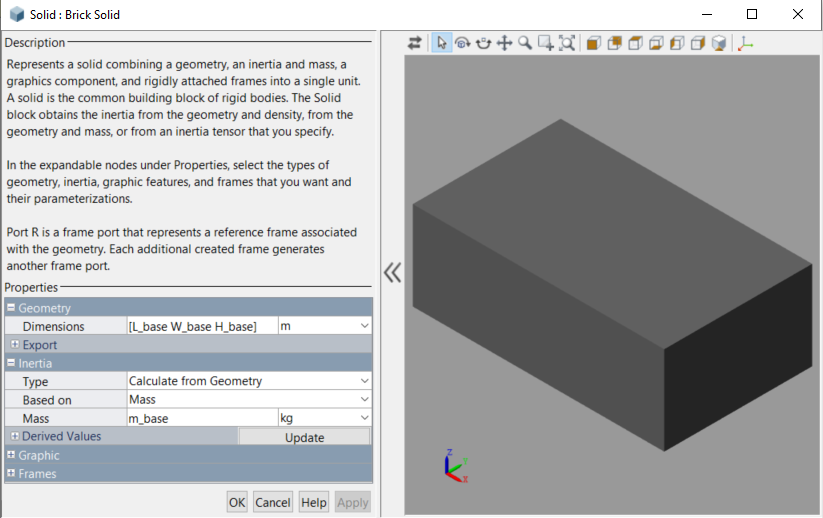 Solid : Brick Solid
Description
Represents a solid combining a geometry, an inertia and mass, a
graphics component, and rigidly attached frames into a single unit.
A solid is the common building block of rigid bodies. The Solid
block obtains the inertia from the geometry and density, from the
geometry and mass, or from an inertia tensor that you specify.
In the expandable nodes under Properties, select the types of
geometry, inertia, graphic features, and frames that you want and
their parameterizations.
Port R is a frame port that represents a reference frame associated
with the geometry. Each additional created frame generates
another frame port.
Properties
Geometry
Dimensions [L_base W_base H_base] m
Export
Inertia
Type Calculate from Geometry
Based on Mass
Mass m_base kg
Derived Values Update
Graphic
Frames
OK Cancel Help Apply
Z
Y
X